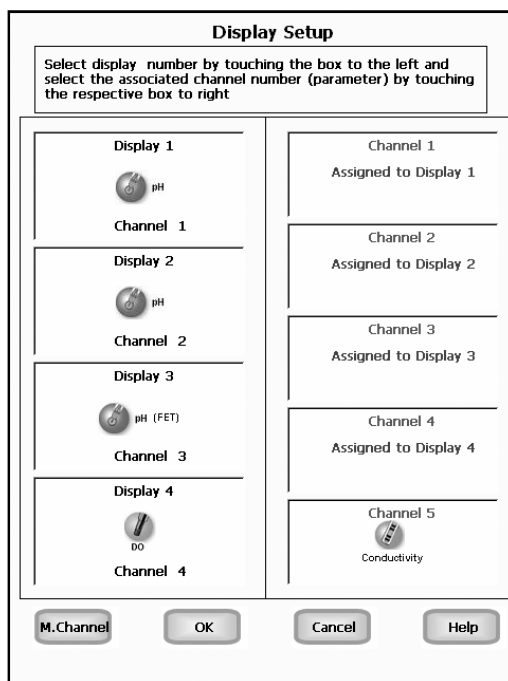 Display Setup
Select display number by touching the box to the left and
select the associated channel number (parameter) by touching
the respective box to right
Display 1
pH
Channel 1
Display 2
pH
Channel 2
Display 3
pH (FET)
Channel 3
Display 4
DO
Channel 4
Channel 1
Assigned to Display 1
Channel 2
Assigned to Display 2
Channel 3
Assigned to Display 3
Channel 4
Assigned to Display 4
Channel 5
Conductivity
M.Channel
OK
Cancel
Help